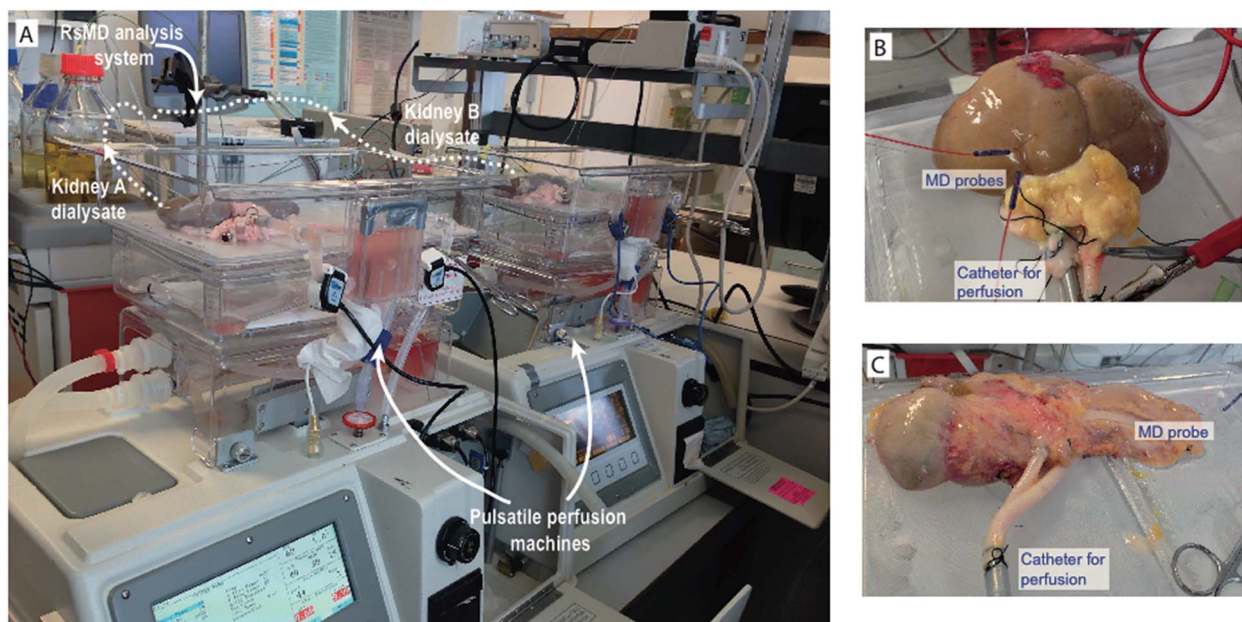 A
RsMD analysis
system
Kidney B
dialysate
Kidney A
dialysate
Pulsatile perfusion
machines
B
MD probes
Catheter for
perfusion
C
MD probe
Catheter for
perfusion